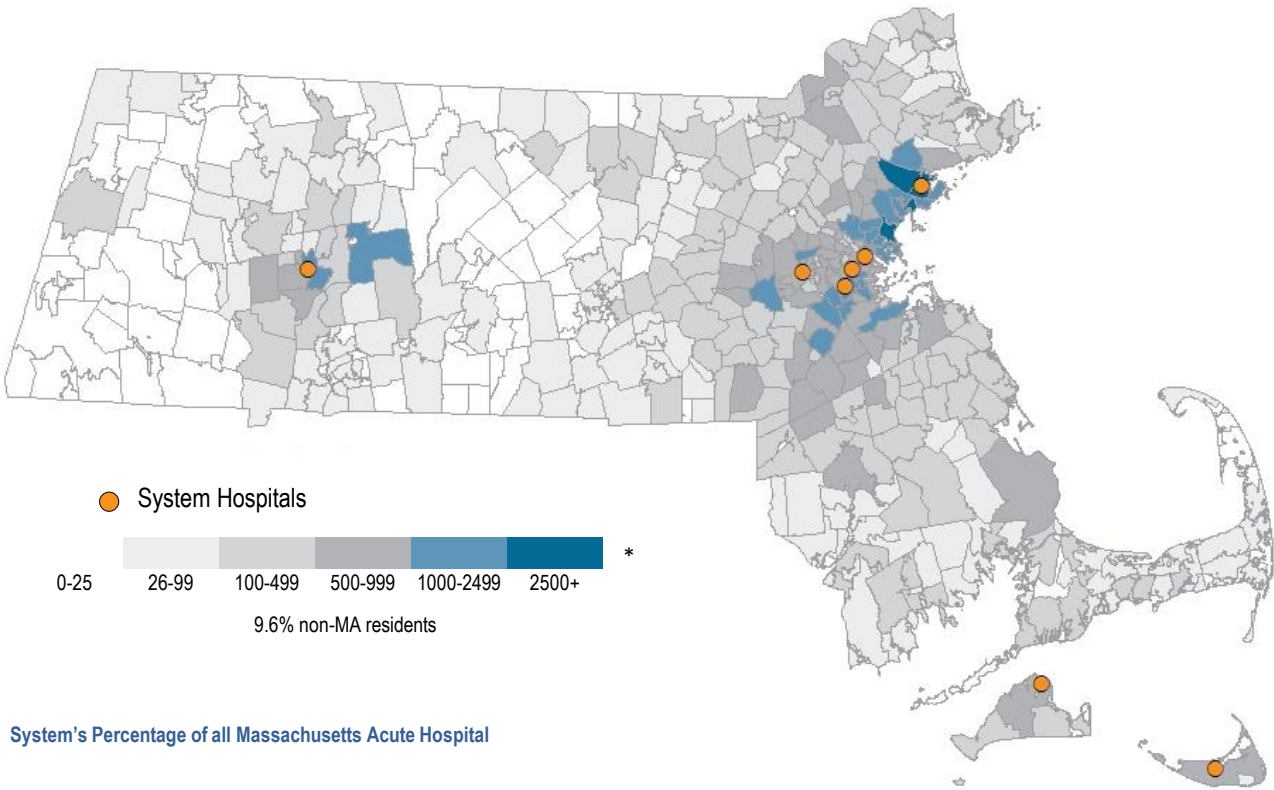 System Hospitals
*
0-25 26-99 100-499 500-999 1000-2499 2500+
9.6% non-MA residents
System's Percentage of all Massachusetts Acute Hospital